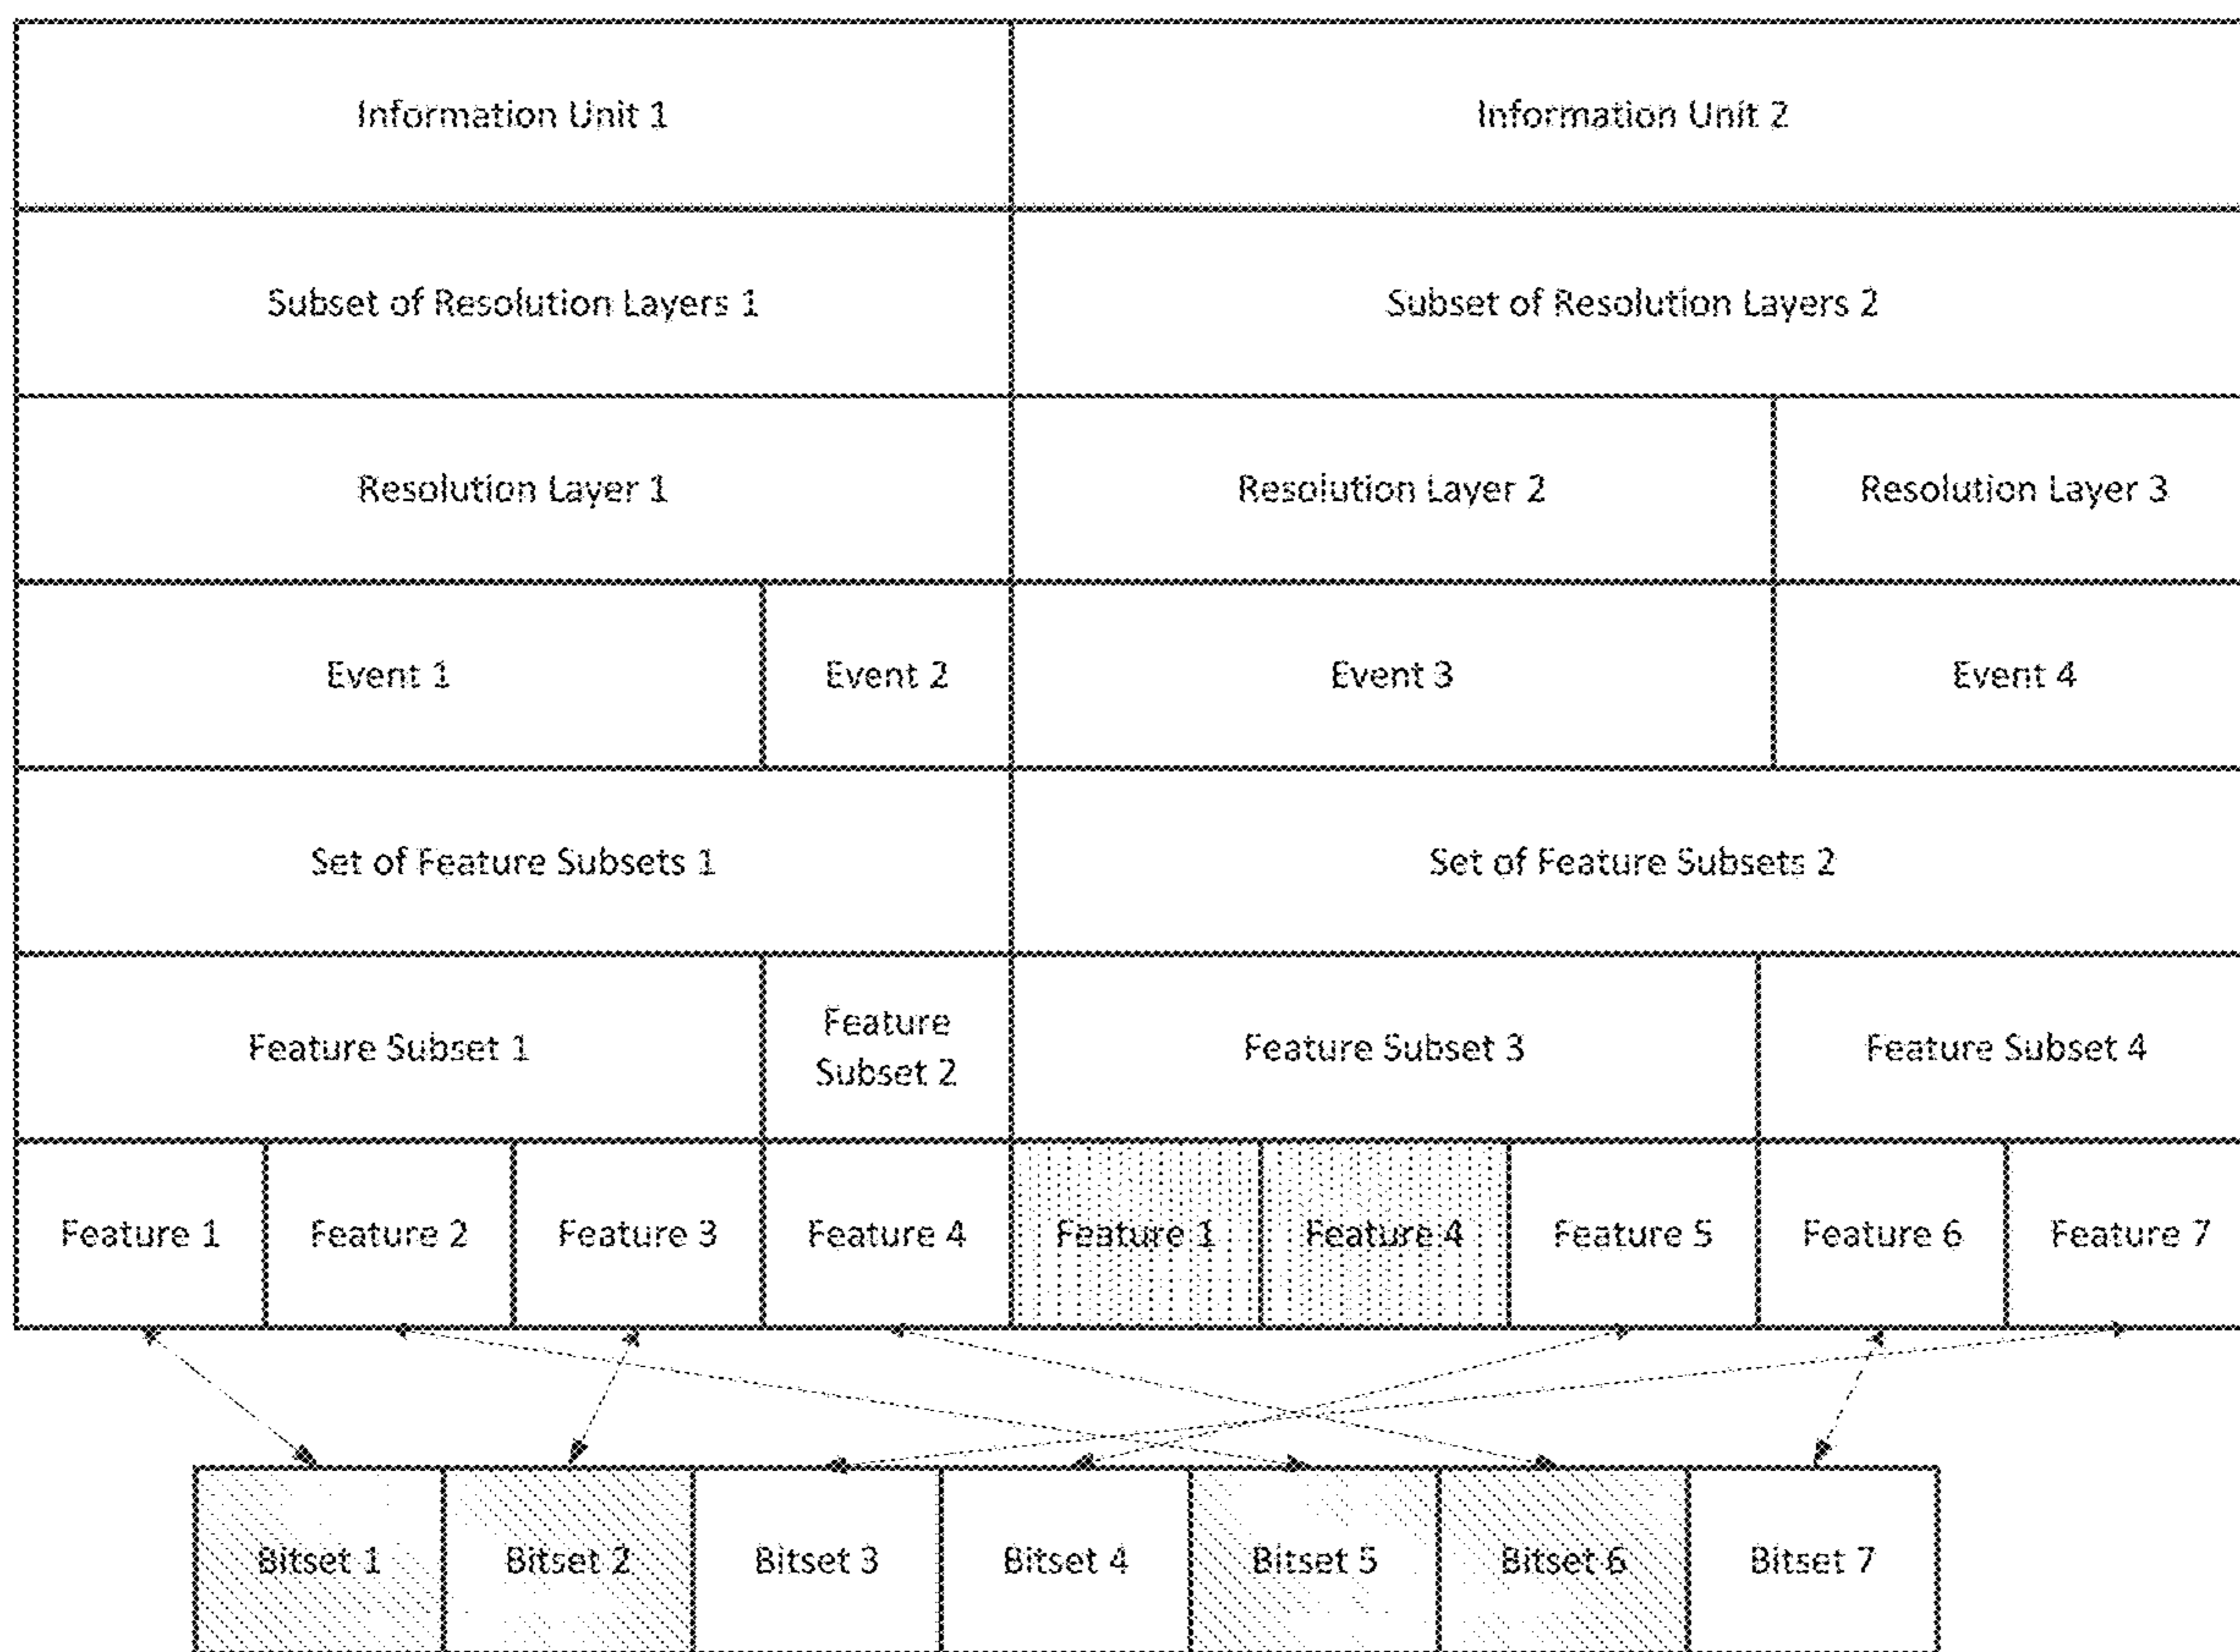 Information Unit 1
Information Unit 2
Subset of Resolution Layers 1
Subset of Resolution Layers 2
Resolution Layer 1
Resolution Layer 2
Resolution Layer 3
Event 1
Event 2
Event 3
Event 4
Set of Feature Subsets 1
Set of Feature Subsets 2
Feature Subset 1
Feature
Subset 2
Feature Subset 3
Feature Subset 4
Feature 1
Feature 2
Feature 3
Feature 4
Feature 1
Feature 4
Feature 5
Feature 6
Feature 7
Bitset 1
Bitset 2
Bitset 3
Bitset 4
Bitset 5
Bitset 6
Bitset 7